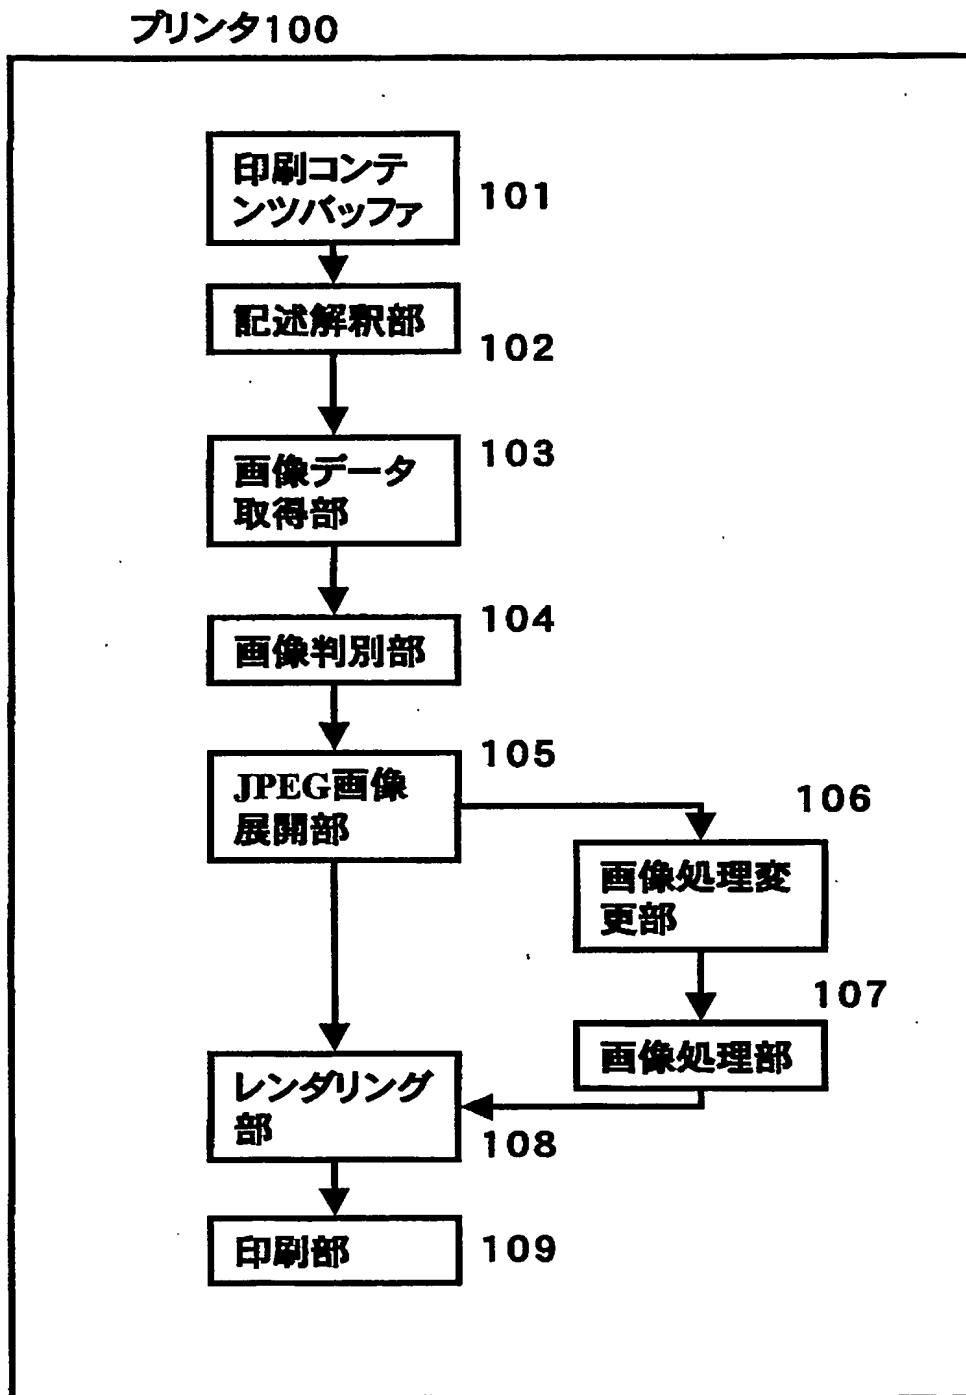 プリンタ100
印刷コンテ
ンツバッファ
101
記述解釈部
102
画像データ
取得部
103
画像判別部
104
JPEG画像
展開部
105
画像処理変
更部
106
画像処理部
107
レンダリング
部
108
印刷部
109